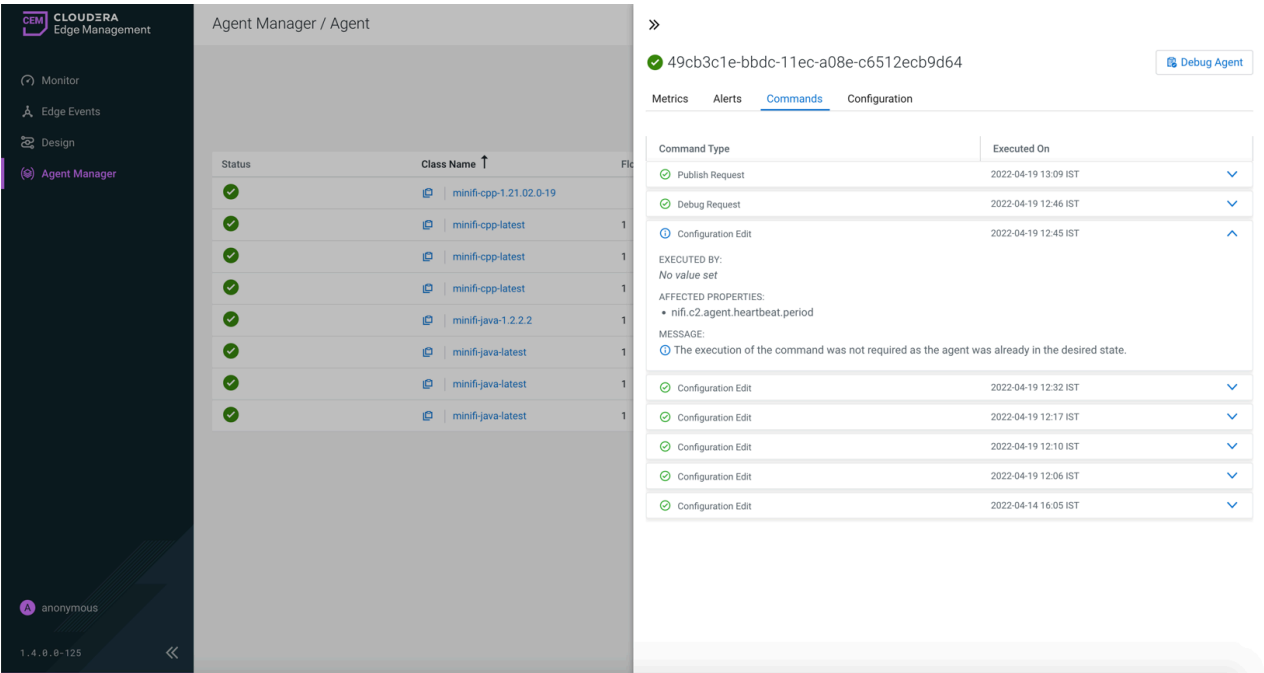 CEM CLOUDERA
Edge Management
Monitor
Edge Events
Design
Agent Manager
A anonymous
1.4.0.0-125
Agent Manager / Agent
Status Class Name Flo
minifi-cpp-1.21.02.0-19
minifi-cpp-latest 1
minifi-cpp-latest 1
minifi-cpp-latest 1
minifi-java-1.2.2.2 1
minifi-java-latest 1
minifi-java-latest 1
minifi-java-latest 1
49cb3c1e-bbdc-11ec-a08e-c6512ecb9d64 Debug Agent
Metrics Alerts Commands Configuration
Command Type Executed On
Publish Request 2022-04-19 13:09 IST
Debug Request 2022-04-19 12:46 IST
Configuration Edit 2022-04-19 12:45 IST
EXECUTED BY:
No value set
AFFECTED PROPERTIES:
• nifi.c2.agent.heartbeat.period
MESSAGE:
The execution of the command was not required as the agent was already in the desired state.
Configuration Edit 2022-04-19 12:32 IST
Configuration Edit 2022-04-19 12:17 IST
Configuration Edit 2022-04-19 12:10 IST
Configuration Edit 2022-04-19 12:06 IST
Configuration Edit 2022-04-14 16:05 IST